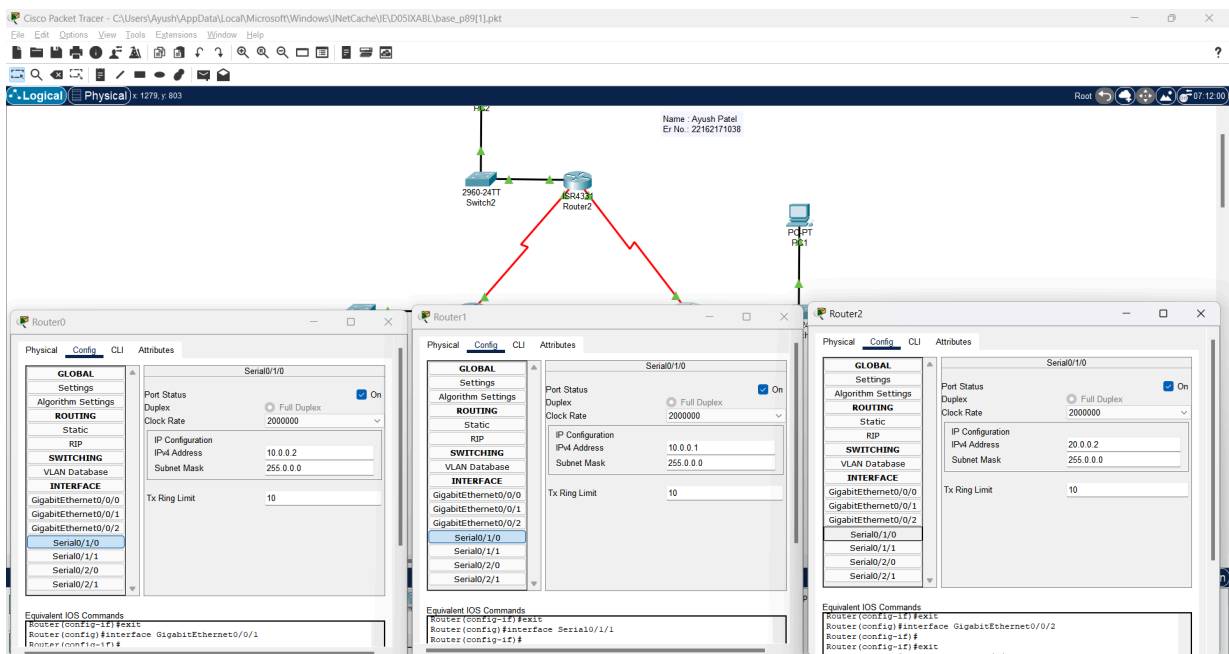 Cisco Packet Tracer - C:\Users\Ayush\AppData\Local\Microsoft\Windows\INetCache\IE\D05IXABL\base_p89[1].pkt
File Edit Options View Tools Extensions Window Help
?
Logical Physical x: 1279, y: 803 Root 07:12:00
PC2
Name : Ayush Patel
Er No.: 22162171038
2960-24TT
Switch2
ISR4331
Router2
PC-PT
PC1
Router0
Physical Config CLI Attributes
GLOBAL
Settings
Algorithm Settings
ROUTING
Static
RIP
SWITCHING
VLAN Database
INTERFACE
GigabitEthernet0/0/0
GigabitEthernet0/0/1
GigabitEthernet0/0/2
Serial0/1/0
Serial0/1/1
Serial0/2/0
Serial0/2/1
Serial0/1/0
Port Status On
Duplex Full Duplex
Clock Rate 2000000
IP Configuration
IPv4 Address 10.0.0.2
Subnet Mask 255.0.0.0
Tx Ring Limit 10
Equivalent IOS Commands
Router(config-if)#exit
Router(config)#interface GigabitEthernet0/0/1
Router(config-if)#
Router1
Physical Config CLI Attributes
GLOBAL
Settings
Algorithm Settings
ROUTING
Static
RIP
SWITCHING
VLAN Database
INTERFACE
GigabitEthernet0/0/0
GigabitEthernet0/0/1
GigabitEthernet0/0/2
Serial0/1/0
Serial0/1/1
Serial0/2/0
Serial0/2/1
Serial0/1/0
Port Status On
Duplex Full Duplex
Clock Rate 2000000
IP Configuration
IPv4 Address 10.0.0.1
Subnet Mask 255.0.0.0
Tx Ring Limit 10
Equivalent IOS Commands
Router(config-if)#exit
Router(config)#interface Serial0/1/1
Router(config-if)#
Router2
Physical Config CLI Attributes
GLOBAL
Settings
Algorithm Settings
ROUTING
Static
RIP
SWITCHING
VLAN Database
INTERFACE
GigabitEthernet0/0/0
GigabitEthernet0/0/1
GigabitEthernet0/0/2
Serial0/1/0
Serial0/1/1
Serial0/2/0
Serial0/2/1
Serial0/1/0
Port Status On
Duplex Full Duplex
Clock Rate 2000000
IP Configuration
IPv4 Address 20.0.0.2
Subnet Mask 255.0.0.0
Tx Ring Limit 10
Equivalent IOS Commands
Router(config-if)#exit
Router(config)#interface GigabitEthernet0/0/2
Router(config-if)#
Router(config-if)#exit